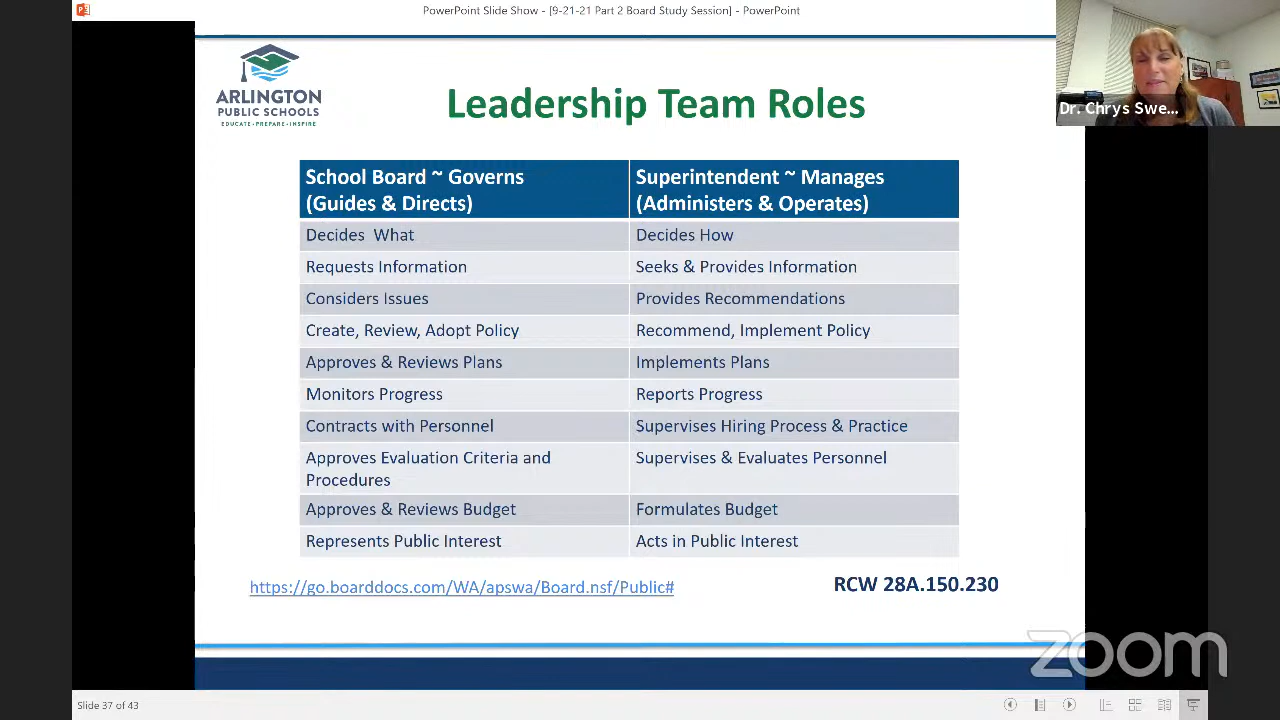 PowerPoint Slide Show - [9-21-21 Part 2 Board Study Session] - PowerPoint
ARLINGTON
PUBLIC SCHOOLS
EDUCATE • PREPARE • INSPIRE
Leadership Team Roles
Dr. Chrys Swe...
School Board ~ Governs
(Guides & Directs)
Superintendent ~ Manages
(Administers & Operates)
Decides What
Decides How
Requests Information
Seeks & Provides Information
Considers Issues
Provides Recommendations
Create, Review, Adopt Policy
Recommend, Implement Policy
Approves & Reviews Plans
Implements Plans
Monitors Progress
Reports Progress
Contracts with Personnel
Supervises Hiring Process & Practice
Approves Evaluation Criteria and
Procedures
Supervises & Evaluates Personnel
Approves & Reviews Budget
Formulates Budget
Represents Public Interest
Acts in Public Interest
https://go.boarddocs.com/WA/apswa/Board.nsf/Public#
RCW 28A.150.230
zoom
Slide 37 of 43